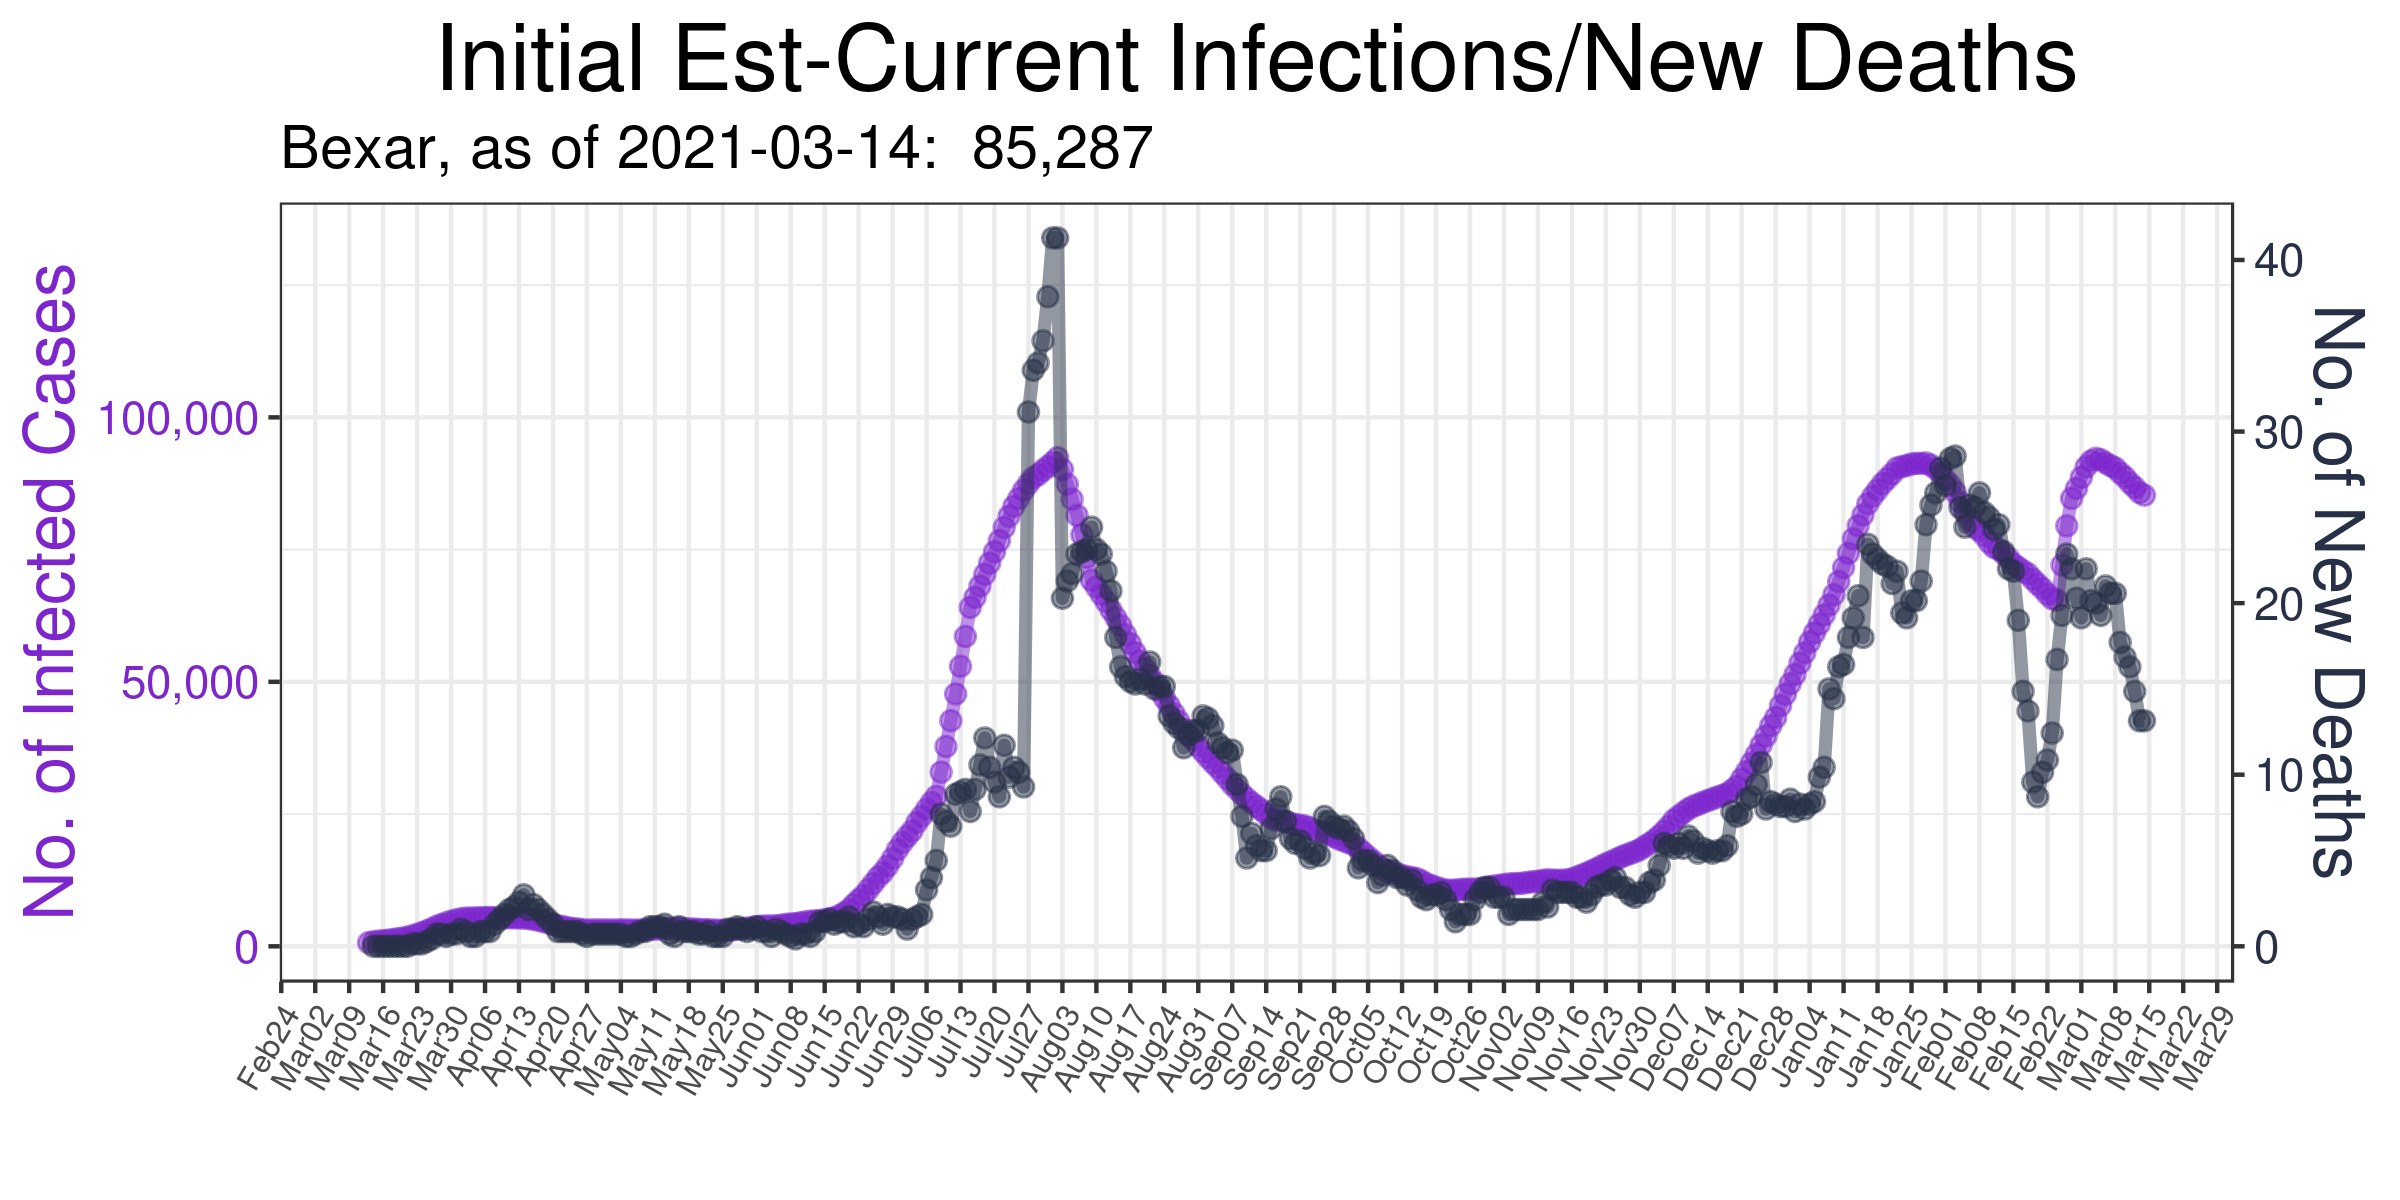 Initial Est-Current Infections/New Deaths
Bexar, as of 2021-03-14:  85,287
No. of Infected Cases
100,000
50,000
0
40
30
20
10
0
No. of New Deaths
Feb24
Mar02
Mar09
Mar16
Mar23
Mar30
Apr06
Apr13
Apr20
Apr27
May04
May11
May18
May25
Jun01
Jun08
Jun15
Jun22
Jun29
Jul06
Jul13
Jul20
Jul27
Aug03
Aug10
Aug17
Aug24
Aug31
Sep07
Sep14
Sep21
Sep28
Oct05
Oct12
Oct19
Oct26
Nov02
Nov09
Nov16
Nov23
Nov30
Dec07
Dec14
Dec21
Dec28
Jan04
Jan11
Jan18
Jan25
Feb01
Feb08
Feb15
Feb22
Mar01
Mar08
Mar15
Mar22
Mar29